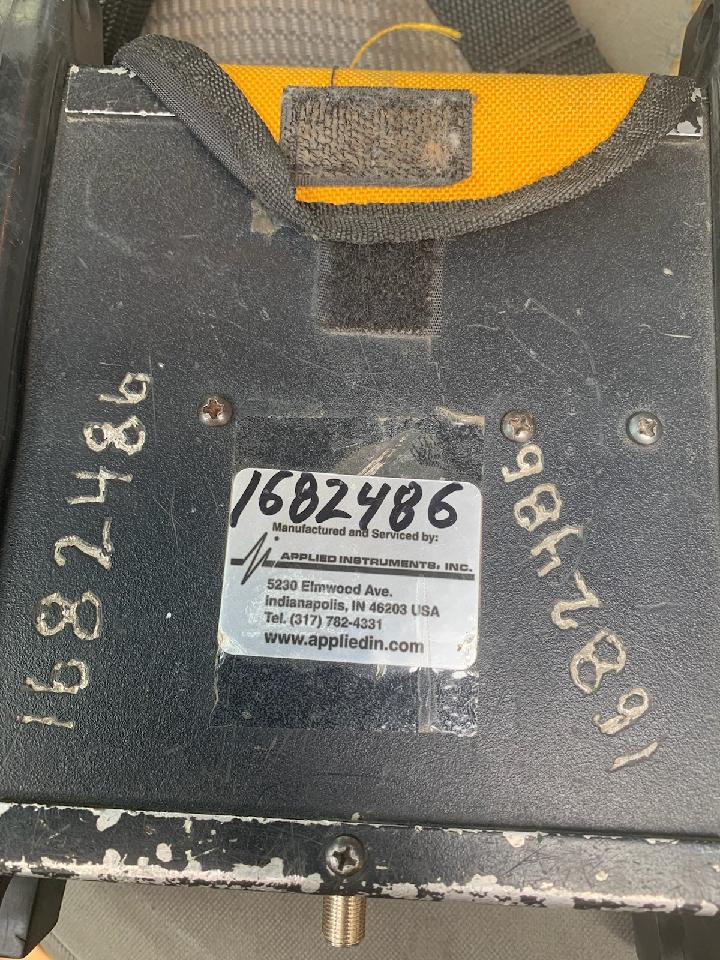 1682486
1682486
Manufactured and Serviced by:
APPLIED INSTRUMENTS, INC.
5230 Elmwood Ave.
Indianapolis, IN 46203 USA
Tel. (317) 782-4331
www.appliedin.com
1682486